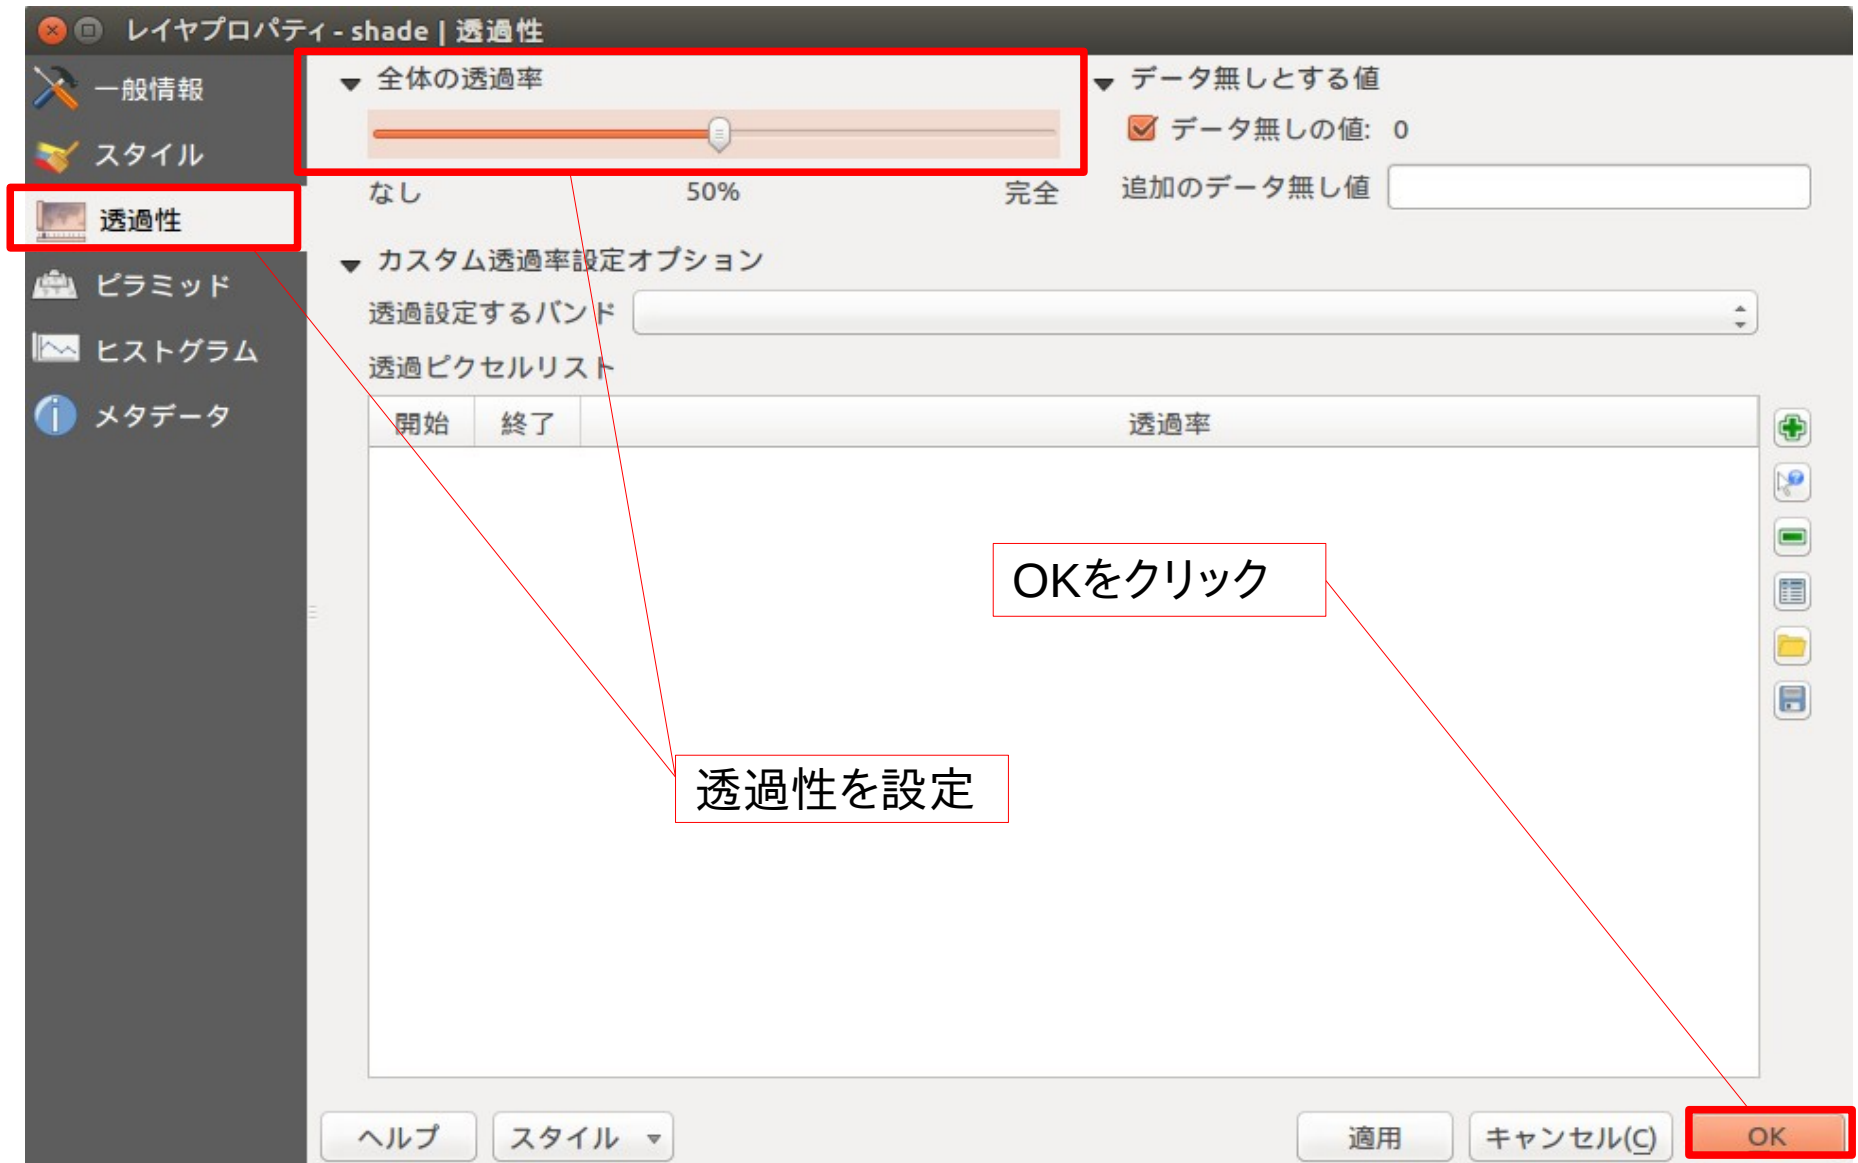 レイヤプロパティ - shade | 透過性
一般情報
スタイル
透過性
ピラミッド
ヒストグラム
メタデータ
全体の透過率
なし 50% 完全
データ無しとする値
データ無しの値: 0
追加のデータ無し値
カスタム透過率設定オプション
透過設定するバンド
透過ピクセルリスト
開始 終了 透過率
OKをクリック
透過性を設定
ヘルプ スタイル 適用 キャンセル(C) OK